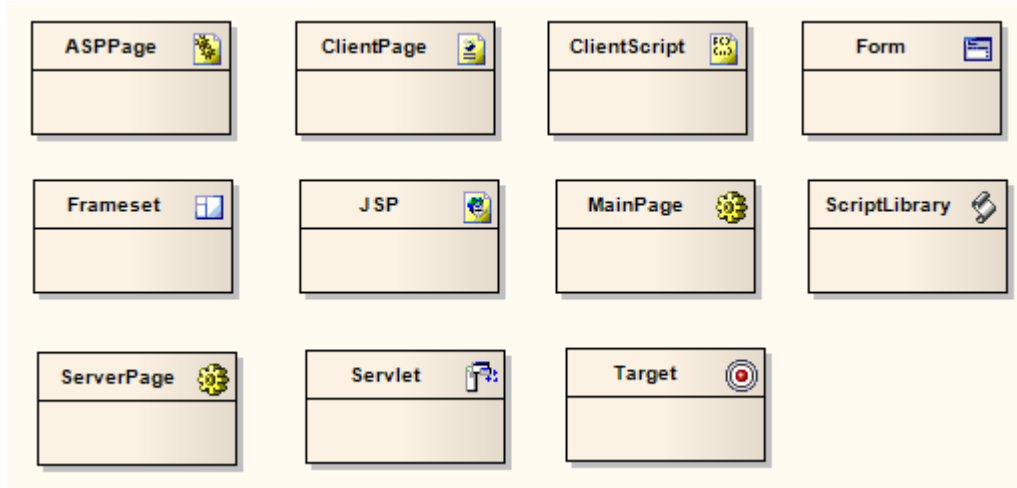 ASPPage
ClientPage
ClientScript
Form
Frameset
JSP
MainPage
ScriptLibrary
ServerPage
Servlet
Target